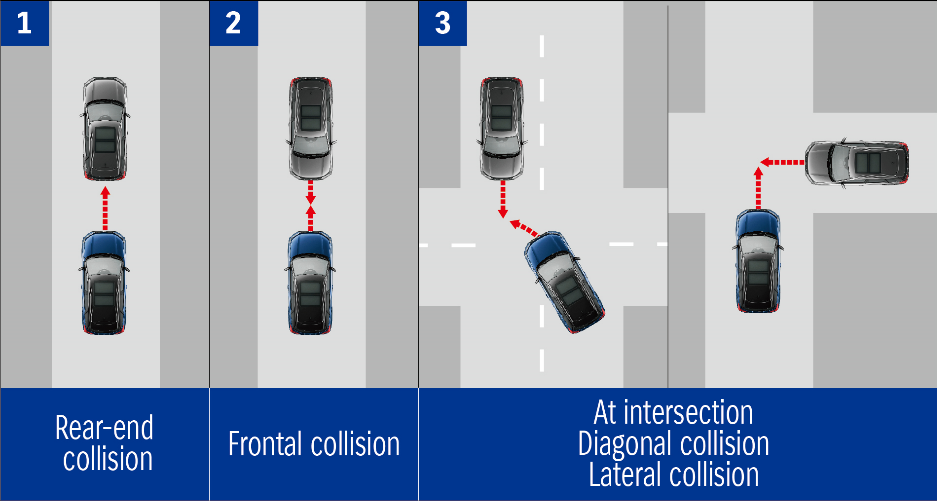 1
2
3
Rear-end
collision
Frontal collision
At intersection
Diagonal collision
Lateral collision